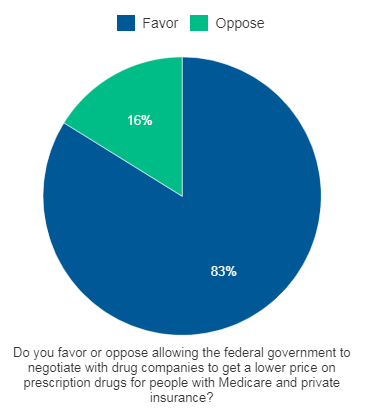 Favor Oppose
16%
83%
Do you favor or oppose allowing the federal government to
negotiate with drug companies to get a lower price on
prescription drugs for people with Medicare and private
insurance?